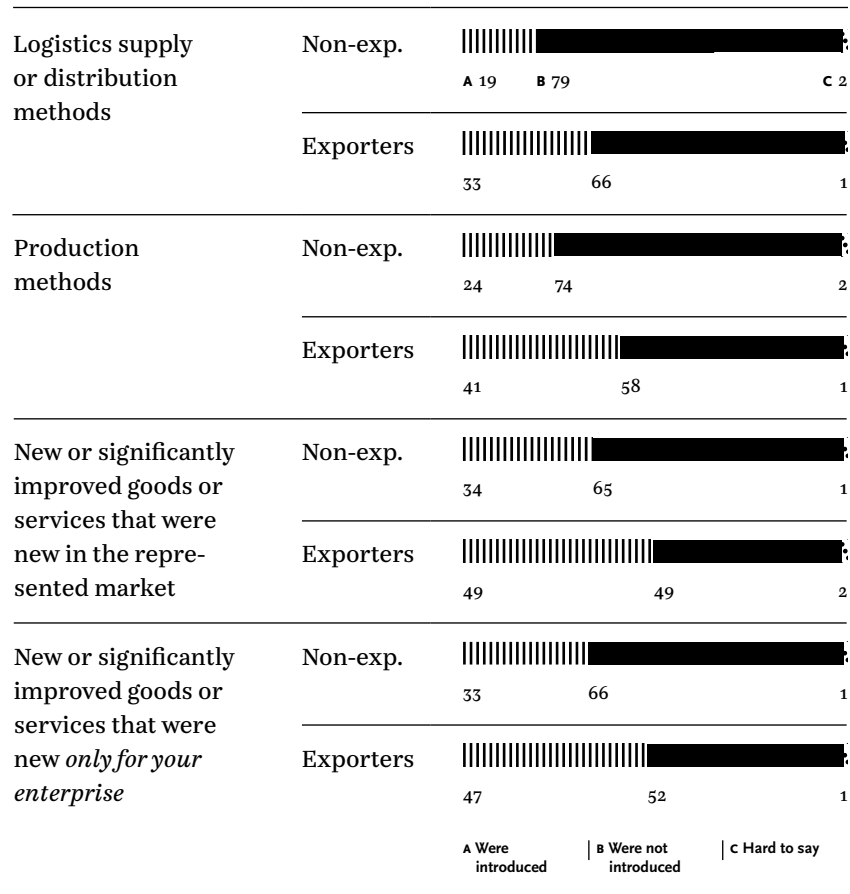 Logistics supply
or distribution
methods
Non-exp.
A 19 B 79 C 2
Exporters
33 66 1
Production
methods
Non-exp.
24 74 2
Exporters
41 58 1
New or significantly
improved goods or
services that were
new in the repre-
sented market
Non-exp.
34 65 1
Exporters
49 49 2
New or significantly
improved goods or
services that were
new only for your
enterprise
Non-exp.
33 66 1
Exporters
47 52 1
A Were
introduced
B Were not
introduced
C Hard to say